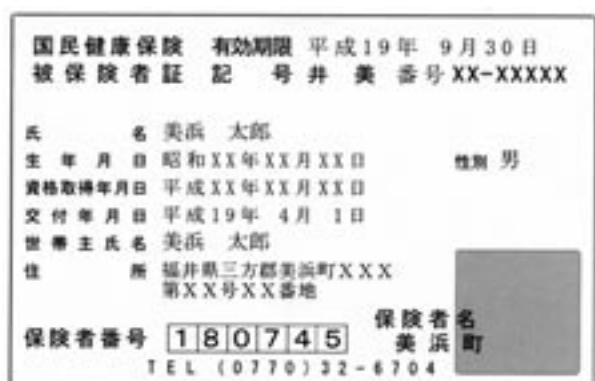 国民健康保険 有効期限 平成19年 9月30日
被保険者証 記号 井美 番号 XX-XXXXX
氏名 美浜 太郎
生年月日 昭和XX年XX月XX日 性別 男
資格取得年月日 平成XX年XX月XX日
交付年月日 平成19年 4月 1日
世帯主氏名 美浜 太郎
住所 福井県三方郡美浜町XXX
第XX号XX番地
保険者番号 180745 保険者名 美浜町
TEL (0770)32-6704